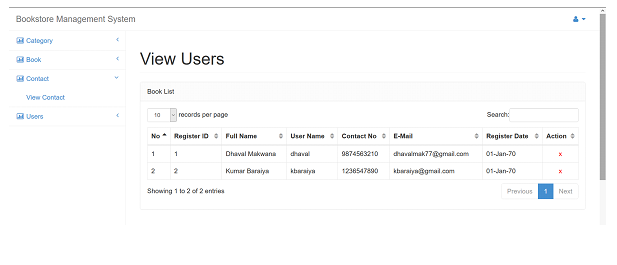 Bookstore Management System
Category
Book
Contact
View Contact
Users
View Users
Book List
10 records per page Search:
No Register ID Full Name User Name Contact No E-Mail Register Date Action
1 1 Dhaval Makwana dhaval 9874563210 dhavalmak77@gmail.com 01-Jan-70 x
2 2 Kumar Baraiya kbaraiya 1236547890 kbaraiya@gmail.com 01-Jan-70 x
Showing 1 to 2 of 2 entries Previous 1 Next